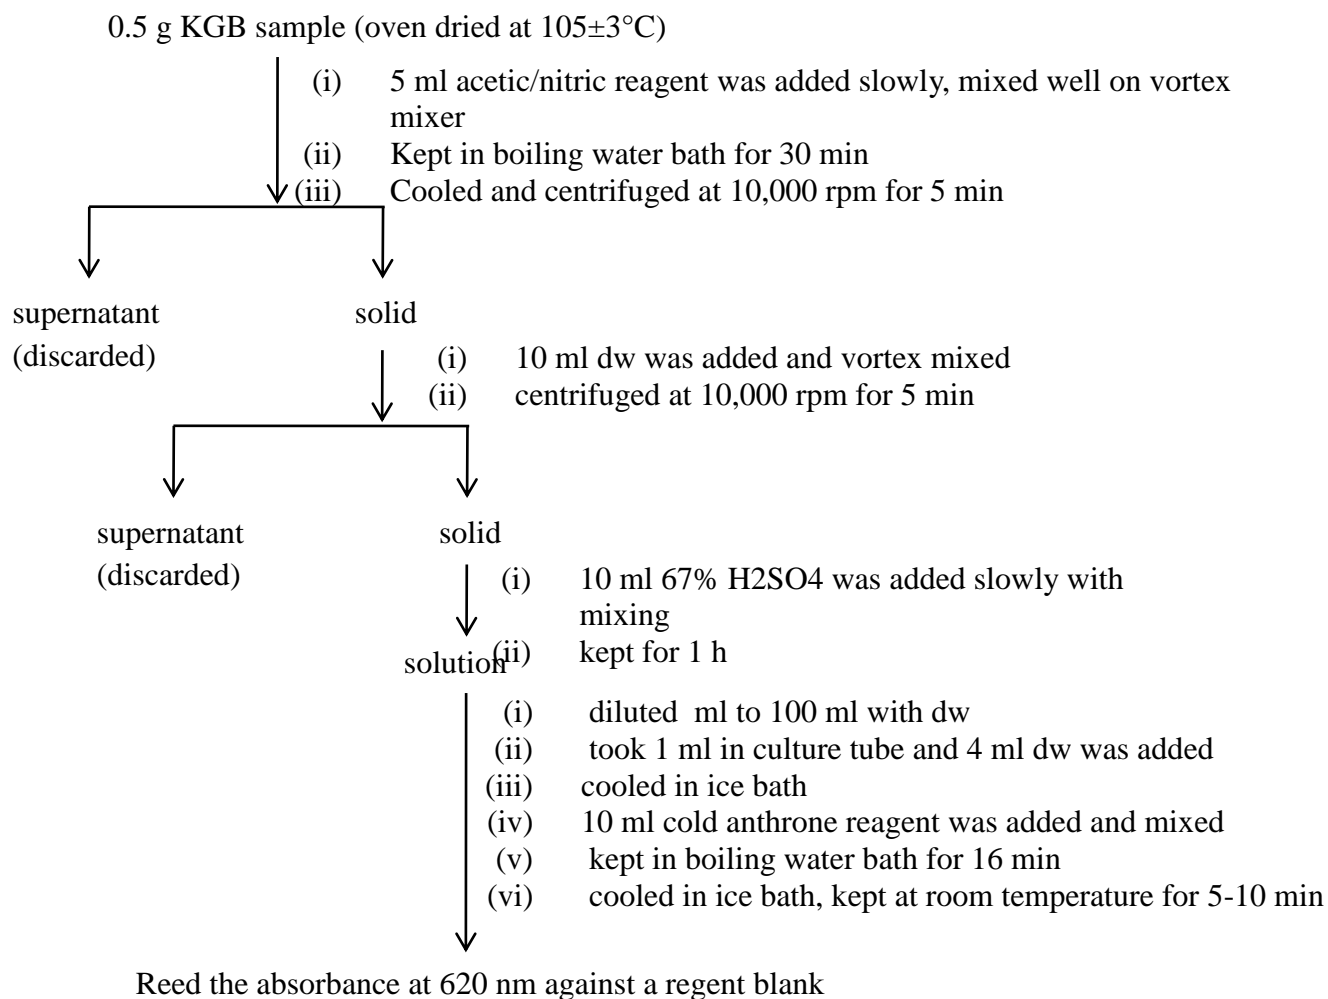 0.5 g KGB sample (oven dried at 105±3°C)
(i) 5 ml acetic/nitric reagent was added slowly, mixed well on vortex
mixer
(ii) Kept in boiling water bath for 30 min
(iii) Cooled and centrifuged at 10,000 rpm for 5 min
supernatant
(discarded)
solid
(i) 10 ml dw was added and vortex mixed
(ii) centrifuged at 10,000 rpm for 5 min
supernatant
(discarded)
solid
(i) 10 ml 67% H2SO4 was added slowly with
mixing
(ii) kept for 1 h
solution
(i) diluted ml to 100 ml with dw
(ii) took 1 ml in culture tube and 4 ml dw was added
(iii) cooled in ice bath
(iv) 10 ml cold anthrone reagent was added and mixed
(v) kept in boiling water bath for 16 min
(vi) cooled in ice bath, kept at room temperature for 5-10 min
Reed the absorbance at 620 nm against a regent blank